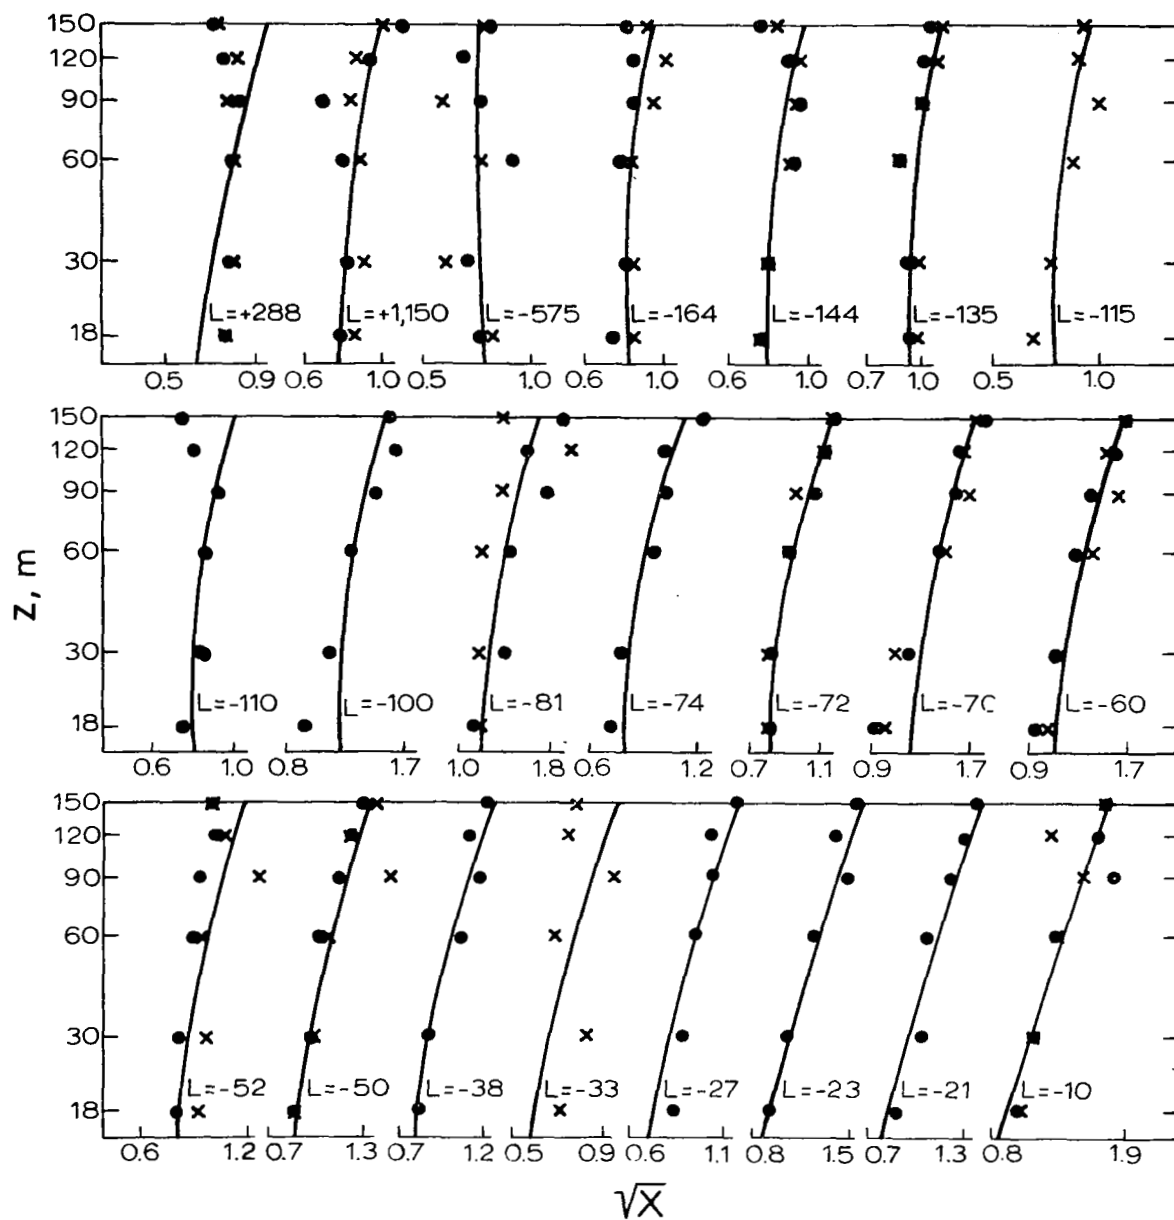 150
120
90
60
30
18
L=+288
L=+1,150
L=-575
L=-164
L=-144
L=-135
L=-115
0.5 0.9 0.6 1.0 0.5 1.0 0.6 1.0 0.6 1.0 0.7 1.0 0.5 1.0
150
120
90
60
30
18
L=-110
L=-100
L=-81
L=-74
L=-72
L=-70
L=-60
0.6 1.0 0.8 1.7 1.0 1.8 0.6 1.2 0.7 1.1 0.9 1.7 0.9 1.7
z, m
150
120
90
60
30
18
L=-52
L=-50
L=-38
L=-33
L=-27
L=-23
L=-21
L=-10
0.6 1.2 0.7 1.3 0.7 1.2 0.5 0.9 0.6 1.1 0.8 1.5 0.7 1.3 0.8 1.9
√X